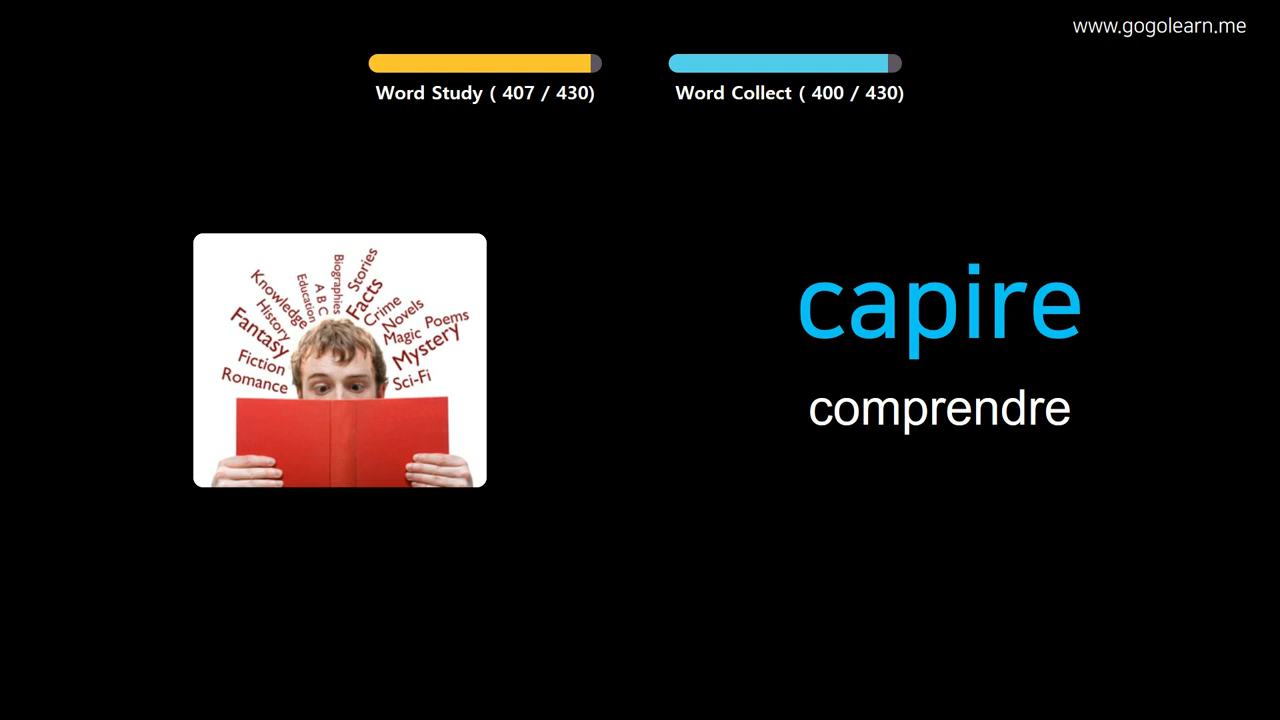 www.gogolearn.me
Word Study ( 407 / 430)
Word Collect ( 400 / 430)
Knowledge
History
Fantasy
Fiction
Romance
Education
A B C
Biographies
Stories
Facts
Crime
Novels
Magic
Poems
Mystery
Sci-Fi
capire
comprendre